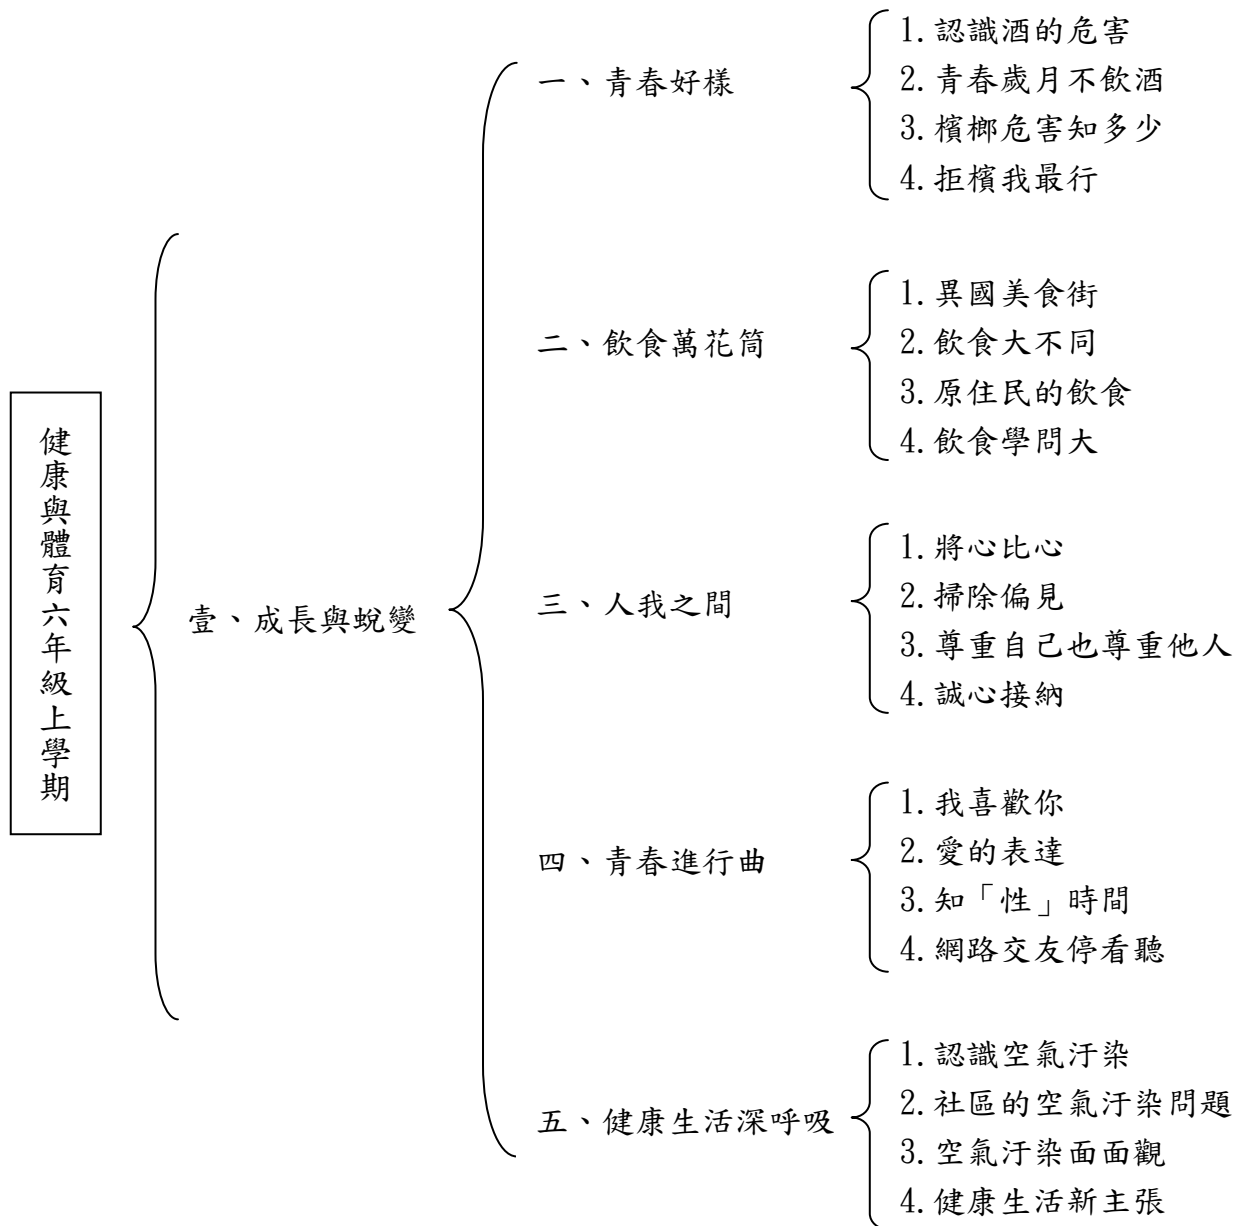 健康與體育六年級上學期
壹、成長與蛻變
一、青春好樣
1.認識酒的危害
2.青春歲月不飲酒
3.檳榔危害知多少
4.拒檳我最行
二、飲食萬花筒
1.異國美食街
2.飲食大不同
3.原住民的飲食
4.飲食學問大
三、人我之間
1.將心比心
2.掃除偏見
3.尊重自己也尊重他人
4.誠心接納
四、青春進行曲
1.我喜歡你
2.愛的表達
3.知「性」時間
4.網路交友停看聽
五、健康生活深呼吸
1.認識空氣汙染
2.社區的空氣汙染問題
3.空氣汙染面面觀
4.健康生活新主張